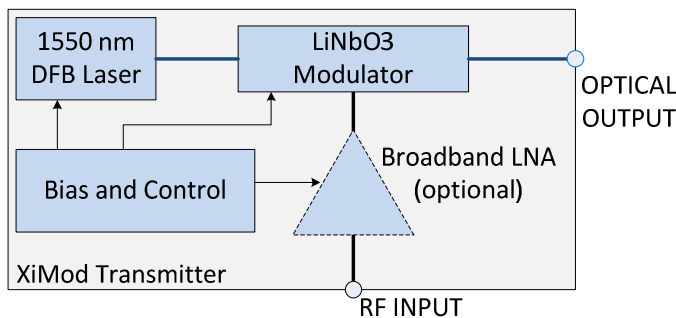 1550 nm
DFB Laser
LiNbO3
Modulator
OPTICAL
OUTPUT
Bias and Control
Broadband LNA
(optional)
XiMod Transmitter
RF INPUT